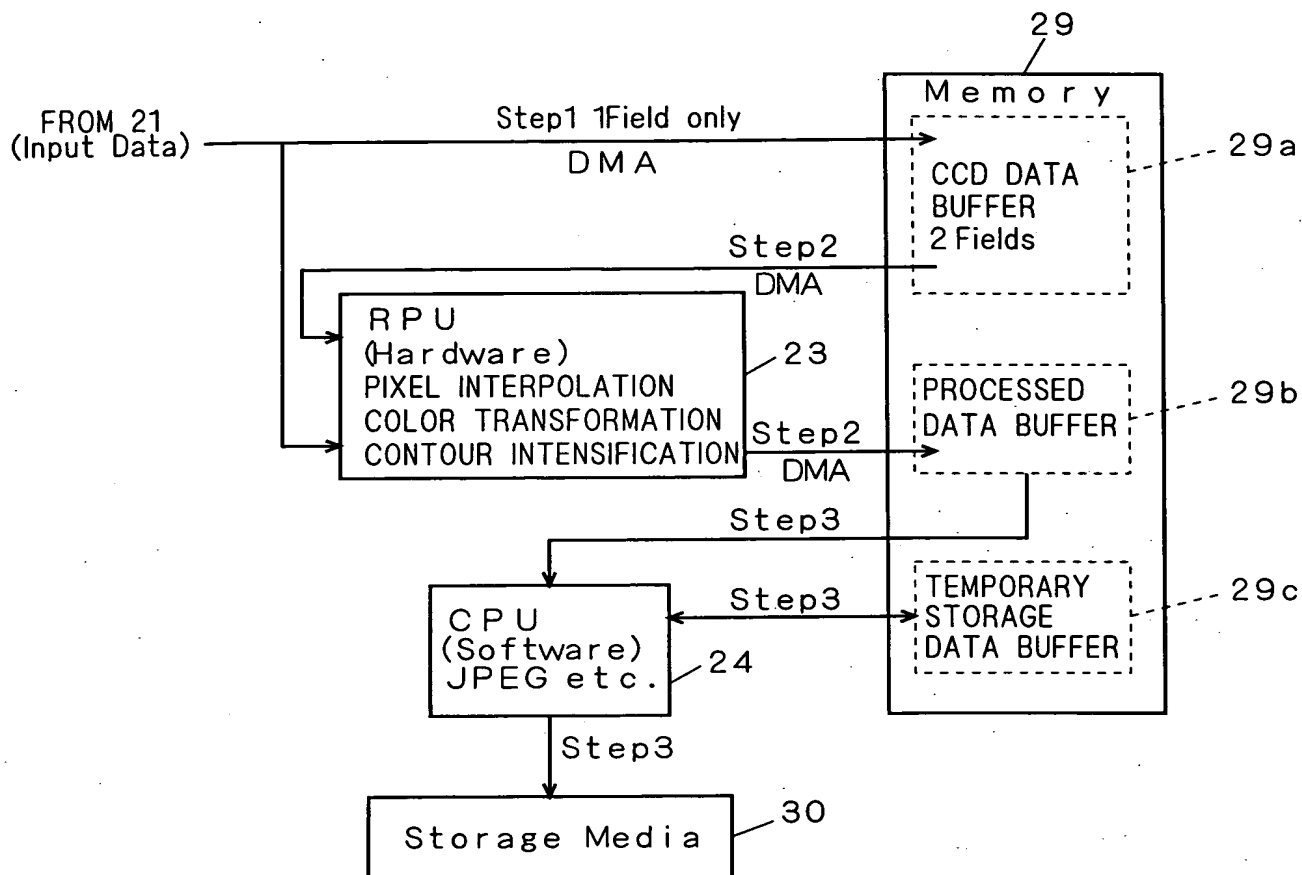 29
Memory
FROM 21
(Input Data)
Step1 1Field only
DMA
29a
CCD DATA
BUFFER
2 Fields
Step2
DMA
RPU
(Hardware)
PIXEL INTERPOLATION
COLOR TRANSFORMATION
CONTOUR INTENSIFICATION
23
Step2
DMA
PROCESSED
DATA BUFFER
29b
Step3
CPU
(Software)
JPEG etc.
24
Step3
TEMPORARY
STORAGE
DATA BUFFER
29c
Step3
Storage Media
30